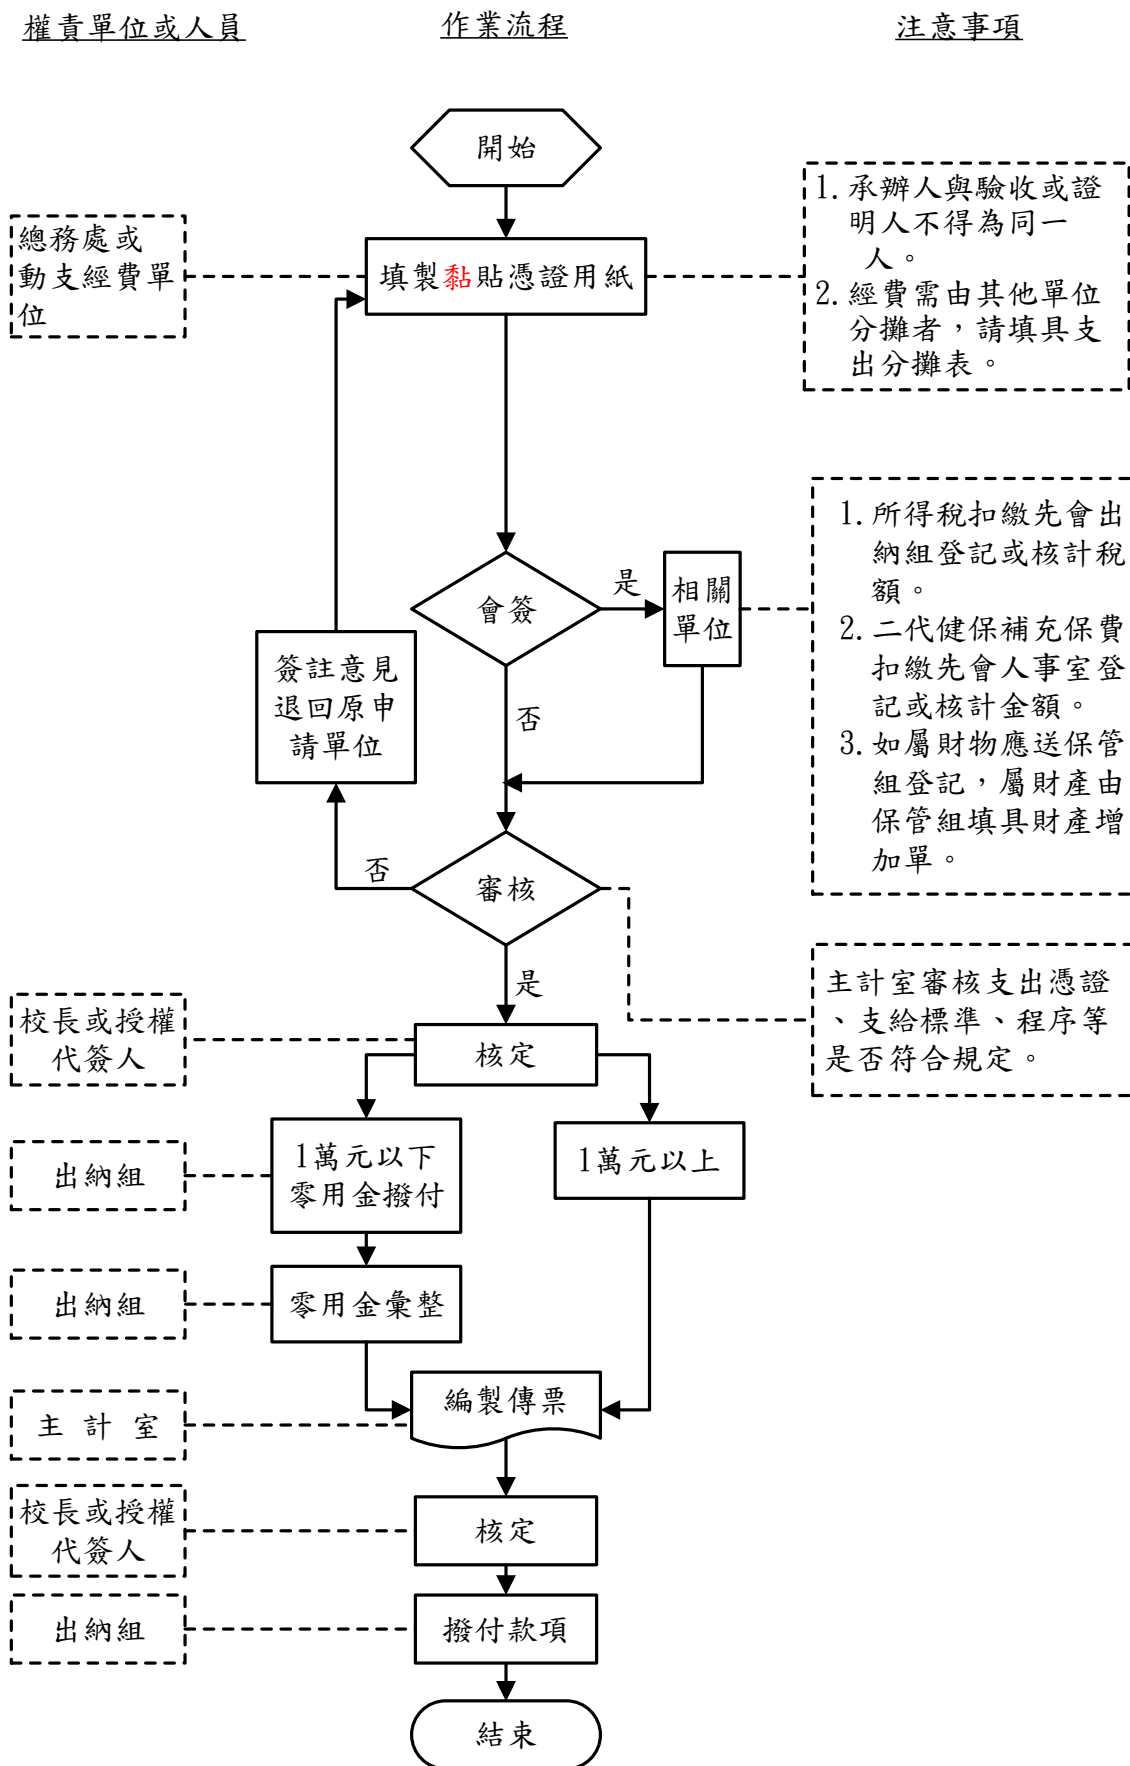 權責單位或人員
作業流程
注意事項
開始
總務處或
動支經費單
位
填製黏貼憑證用紙
1. 承辦人與驗收或證
明人不得為同一
人。
2. 經費需由其他單位
分攤者，請填具支
出分攤表。
會簽
是
相關
單位
否
1. 所得稅扣繳先會出
納組登記或核計稅
額。
2. 二代健保補充保費
扣繳先會人事室登
記或核計金額。
3. 如屬財物應送保管
組登記，屬財產由
保管組填具財產增
加單。
簽註意見
退回原申
請單位
否
審核
是
主計室審核支出憑證
、支給標準、程序等
是否符合規定。
校長或授權
代簽人
核定
出納組
1萬元以下
零用金撥付
1萬元以上
出納組
零用金彙整
主 計 室
編製傳票
校長或授權
代簽人
核定
出納組
撥付款項
結束